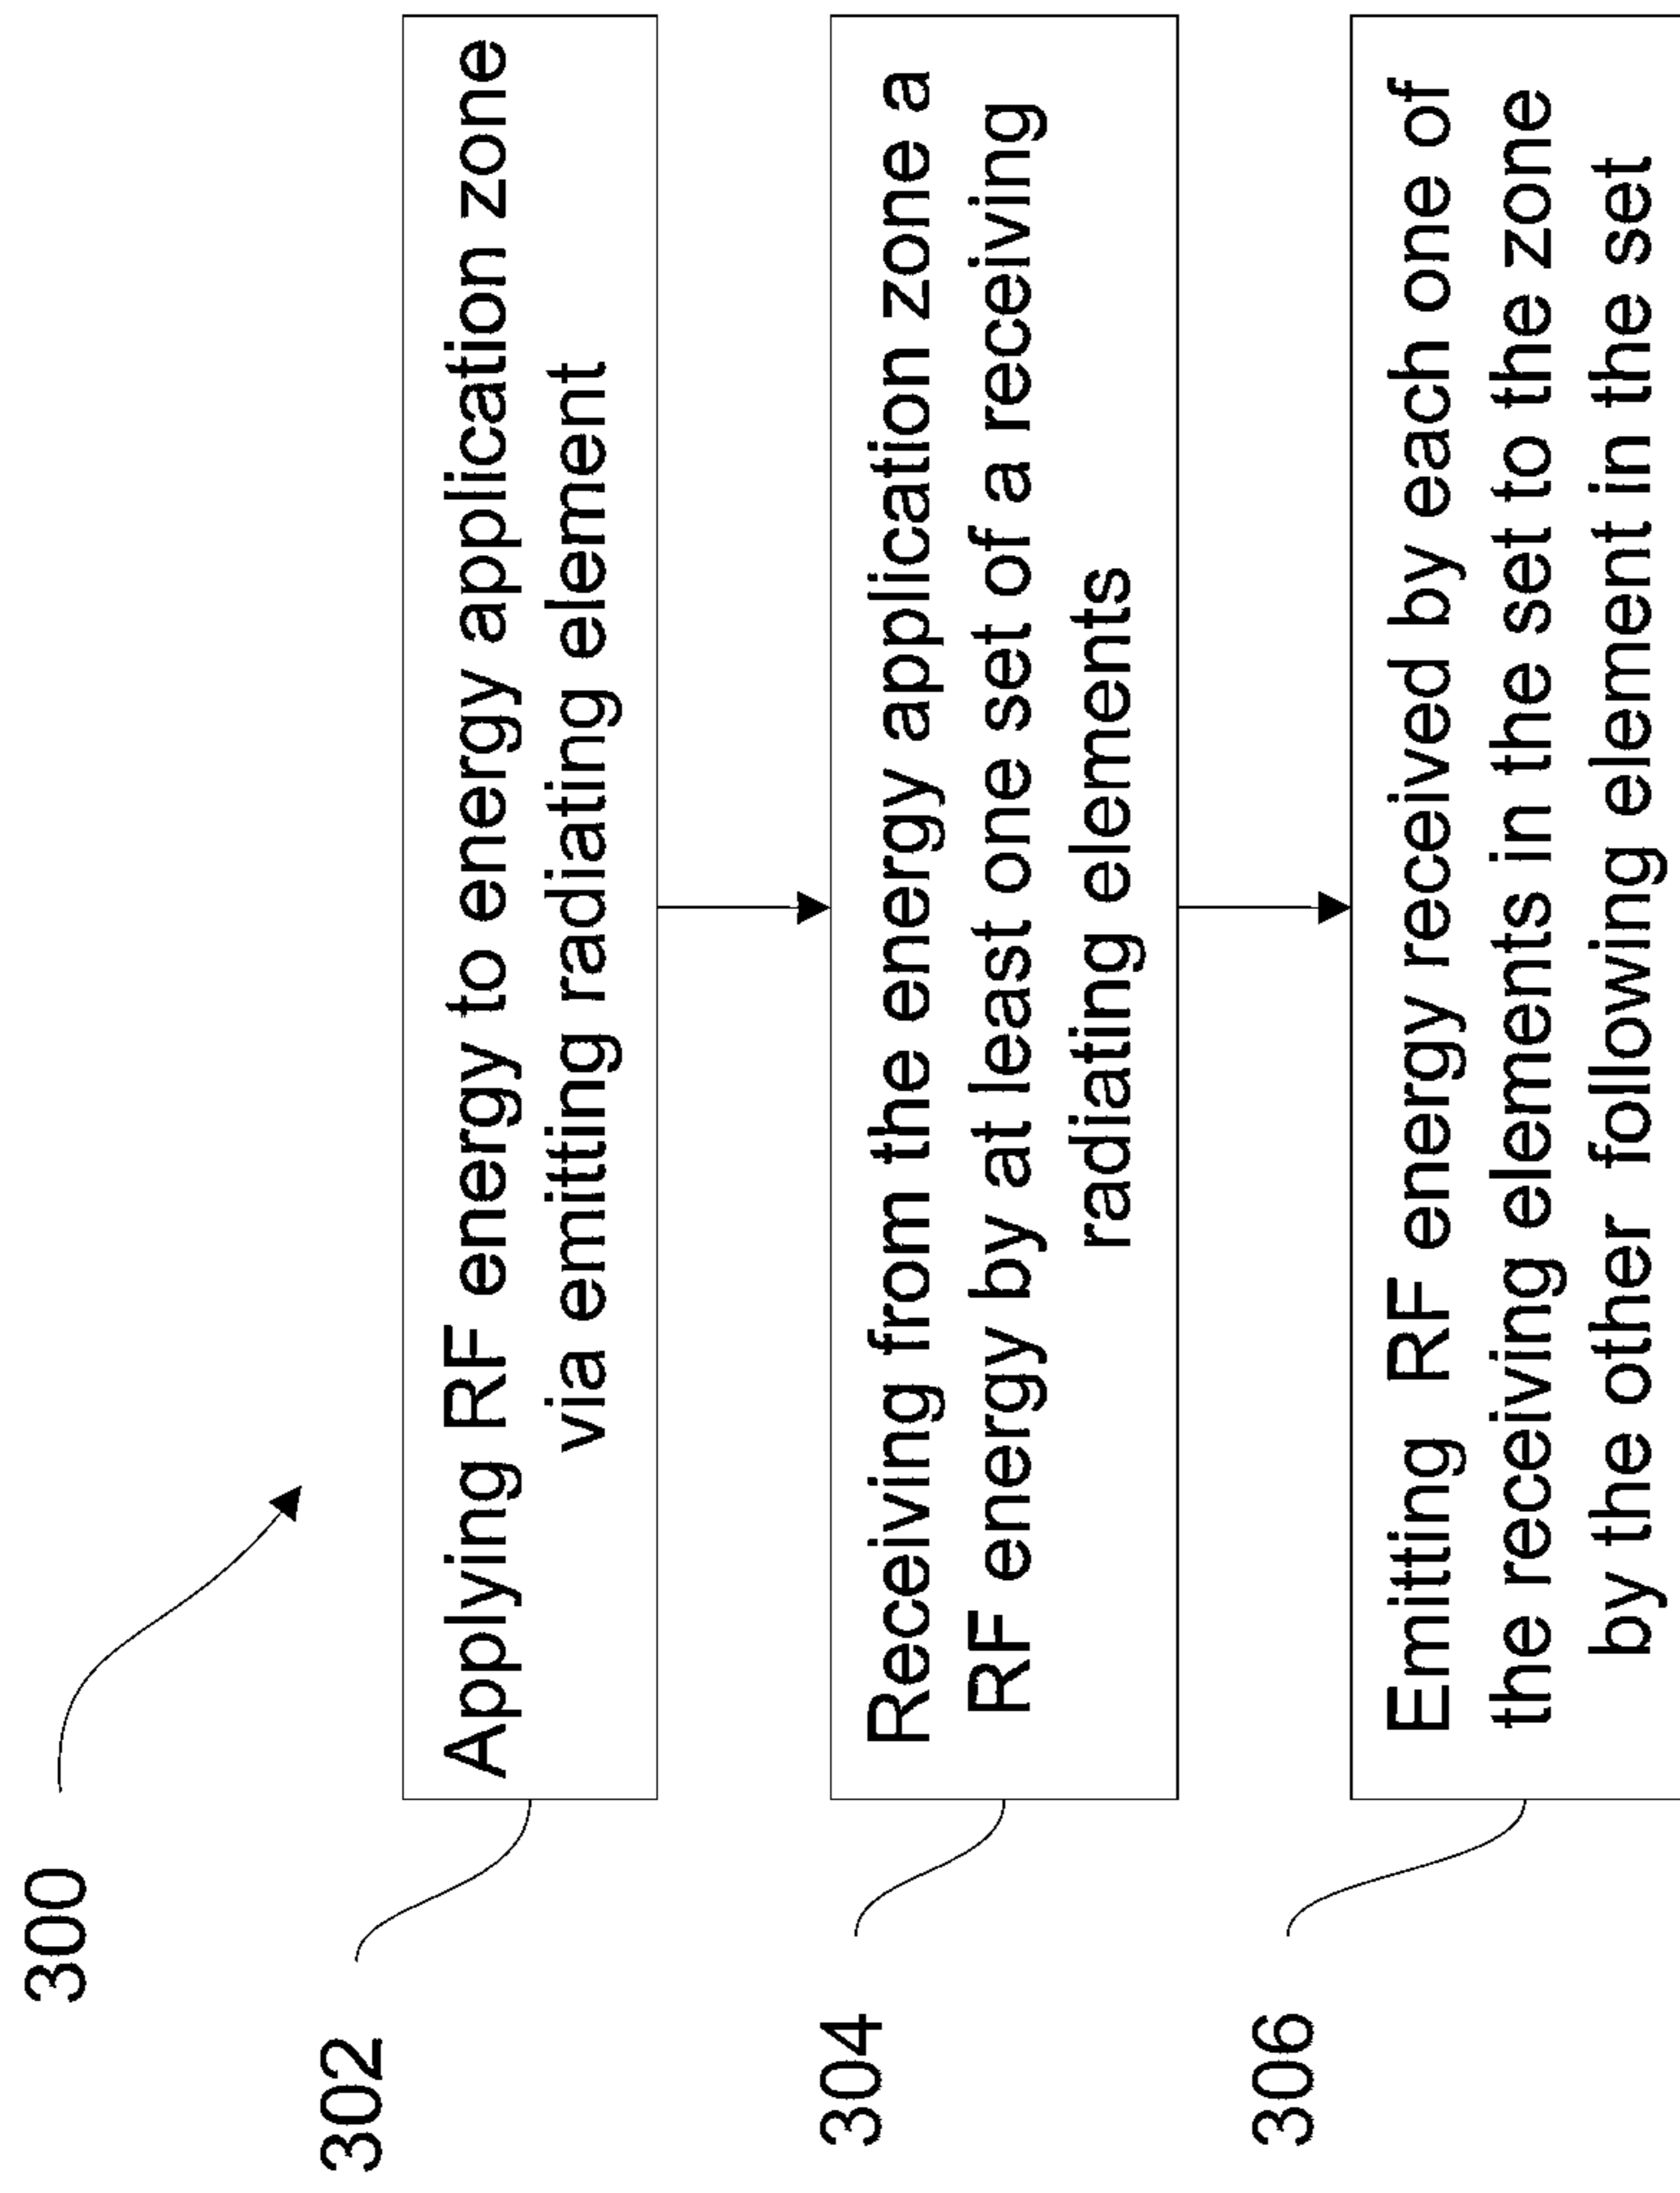 300
302
Applying RF energy to energy application zone
via emitting radiating element
304
Receiving from the energy application zone a
RF energy by at least one set of a receiving
radiating elements
306
Emitting RF energy received by each one of
the receiving elements in the set to the zone
by the other following element in the set